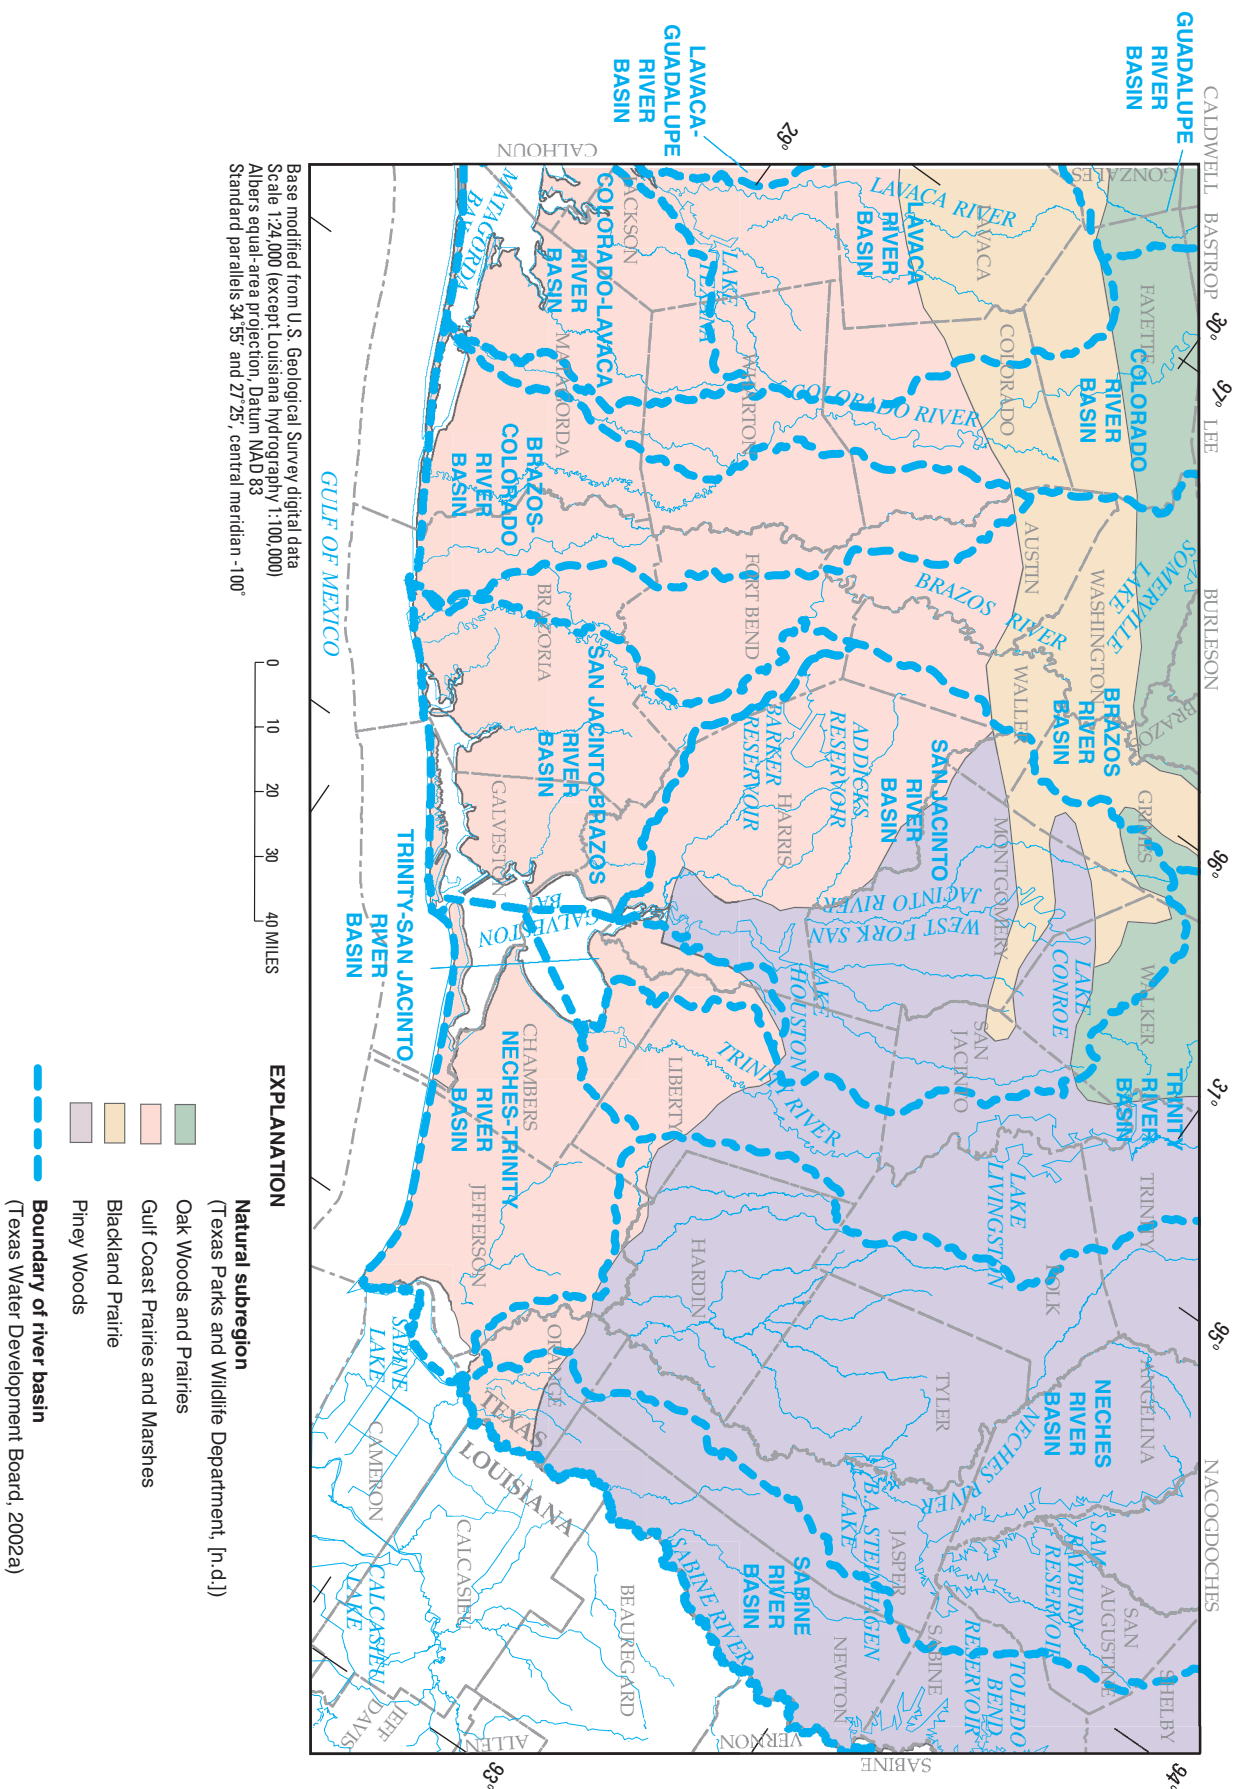 CALDWELL
BASTROP
30°
97°
LEE
BURLESON
96°
31°
95°
NACOGDOCHES
94°
GUADALUPE
RIVER
BASIN
LAVACA-
GUADALUPE
RIVER
BASIN
29°
GONZALES
FAYETTE
COLORADO
RIVER
BASIN
SOMERVILLE
LAKE
WASHINGTON
BRAZOS
BRAZOS
RIVER
BASIN
GRIMES
WALKER
TRINITY
RIVER
BASIN
TRINITY
ANGELINA
NECHES
RIVER
BASIN
SAN
AUGUSTINE
SHELBY
LAVACA RIVER
LAVACA
LAVACA
RIVER
BASIN
COLORADO
COLORADO RIVER
AUSTIN
BRAZOS RIVER
WALLER
SAN JACINTO
RIVER
BASIN
MONTGOMERY
WEST FORK SAN
JACINTO RIVER
LAKE
CONROE
SAN
JACINTO
LAKE
LIVINGSTON
POLK
TYLER
NECHES RIVER
SAM
RAYBURN
RESERVOIR
SABINE
TOLEDO
BEND
RESERVOIR
JACKSON
LAKE
TEXANA
WHARTON
FORT BEND
ADDICKS
RESERVOIR
BARKER
RESERVOIR
HARRIS
LAKE
HOUSTON
TRINITY RIVER
LIBERTY
HARDIN
B.A. STEINHAGEN
LAKE
JASPER
NEWTON
SABINE
RIVER
BASIN
SABINE RIVER
SABINE
VERNON
CALHOUN
COLORADO-LAVACA
RIVER
BASIN
MATAGORDA
BRAZOS-
COLORADO
RIVER
BASIN
BRAZORIA
SAN JACINTO-BRAZOS
RIVER
BASIN
GALVESTON
GALVESTON
BAY
CHAMBERS
NECHES-TRINITY
RIVER
BASIN
JEFFERSON
ORANGE
TEXAS
LOUISIANA
BEAUREGARD
CALCASIEU
ALLEN
93°
MATAGORDA
BAY
GULF OF MEXICO
TRINITY-SAN JACINTO
RIVER
BASIN
SABINE
LAKE
CAMERON
CALCASIEU
LAKE
JEFF
DAVIS
Base modified from U.S. Geological Survey digital data
Scale 1:24,000 (except Louisiana hydrography 1:100,000)
Albers equal-area projection, Datum NAD 83
Standard parallels 34°55' and 27°25', central meridian -100°
0 10 20 30 40 MILES
EXPLANATION
Natural subregion
(Texas Parks and Wildlife Department, [n.d.])
Oak Woods and Prairies
Gulf Coast Prairies and Marshes
Blackland Prairie
Piney Woods
Boundary of river basin
(Texas Water Development Board, 2002a)